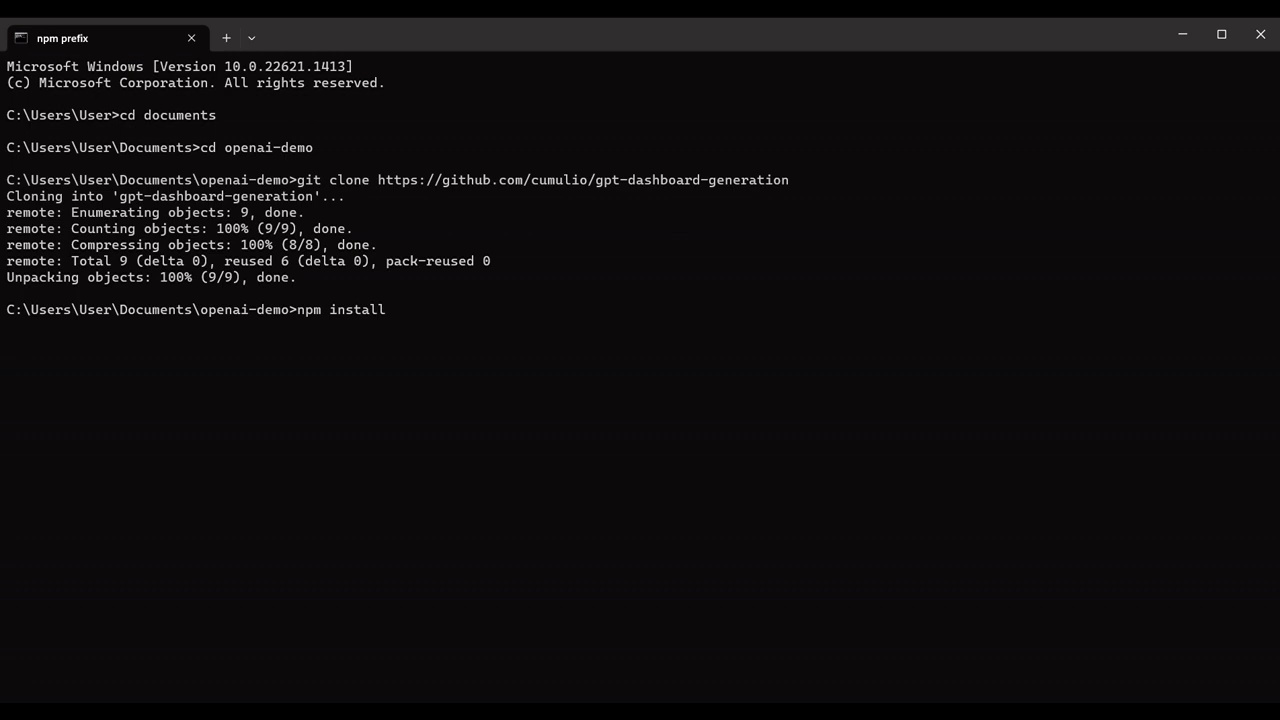 npm prefix
Microsoft Windows [Version 10.0.22621.1413]
(c) Microsoft Corporation. All rights reserved.
C:\Users\User>cd documents
C:\Users\User\Documents>cd openai-demo
C:\Users\User\Documents\openai-demo>git clone https://github.com/cumulio/gpt-dashboard-generation
Cloning into 'gpt-dashboard-generation'...
remote: Enumerating objects: 9, done.
remote: Counting objects: 100% (9/9), done.
remote: Compressing objects: 100% (8/8), done.
remote: Total 9 (delta 0), reused 6 (delta 0), pack-reused 0
Unpacking objects: 100% (9/9), done.
C:\Users\User\Documents\openai-demo>npm install